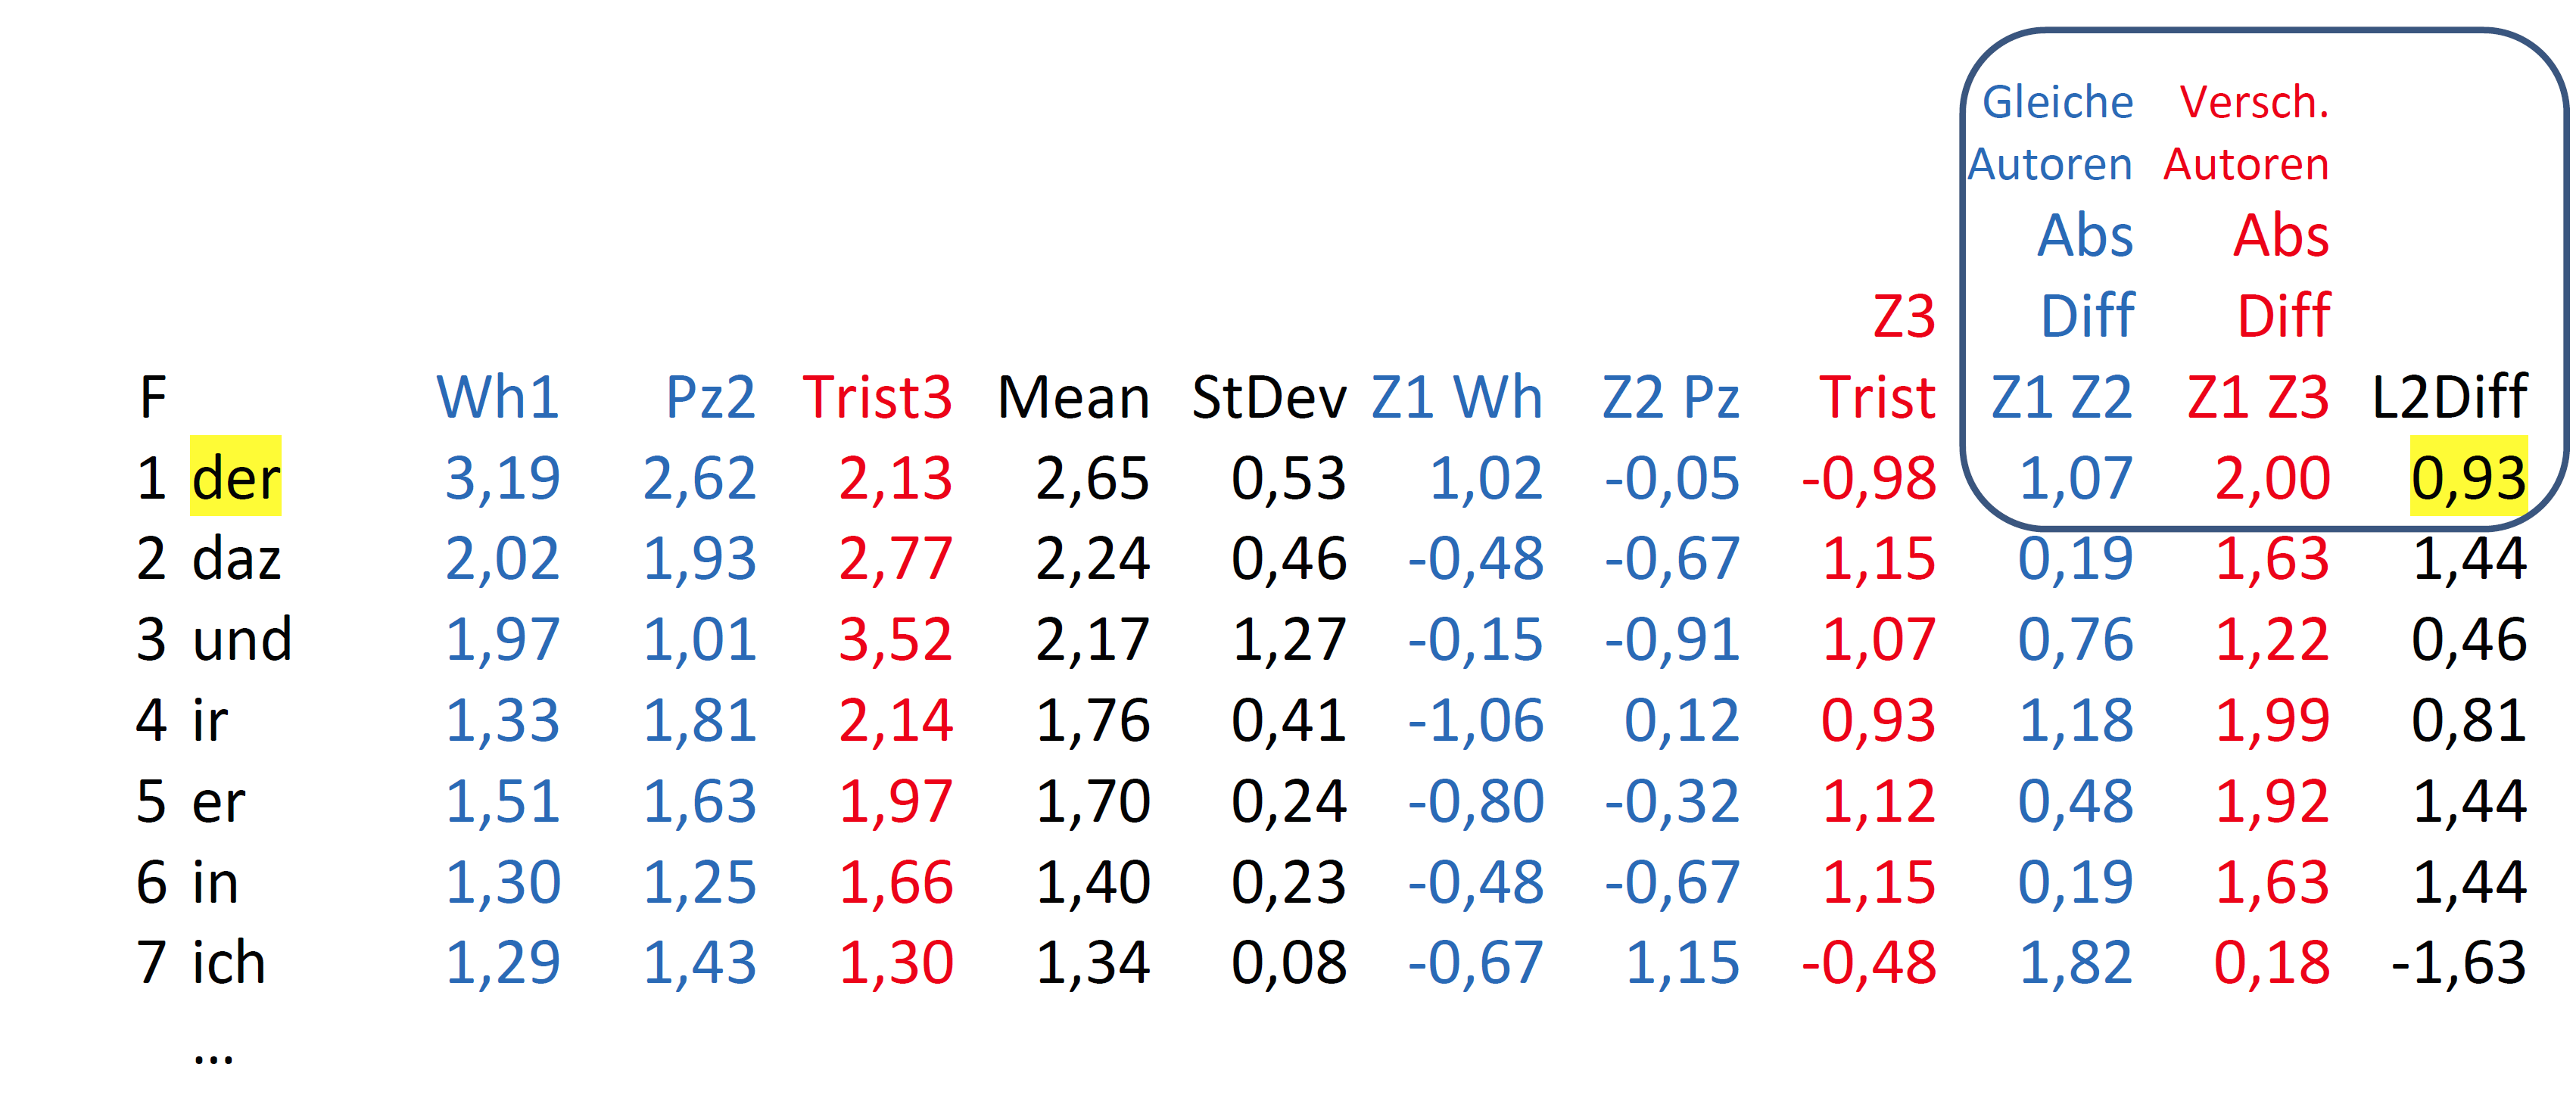 Gleiche Versch.
Autoren Autoren
Abs Abs
Z3 Diff Diff
F Wh1 Pz2 Trist3 Mean StDev Z1 Wh Z2 Pz Trist Z1 Z2 Z1 Z3 L2Diff
1 der 3,19 2,62 2,13 2,65 0,53 1,02 -0,05 -0,98 1,07 2,00 0,93
2 daz 2,02 1,93 2,77 2,24 0,46 -0,48 -0,67 1,15 0,19 1,63 1,44
3 und 1,97 1,01 3,52 2,17 1,27 -0,15 -0,91 1,07 0,76 1,22 0,46
4 ir 1,33 1,81 2,14 1,76 0,41 -1,06 0,12 0,93 1,18 1,99 0,81
5 er 1,51 1,63 1,97 1,70 0,24 -0,80 -0,32 1,12 0,48 1,92 1,44
6 in 1,30 1,25 1,66 1,40 0,23 -0,48 -0,67 1,15 0,19 1,63 1,44
7 ich 1,29 1,43 1,30 1,34 0,08 -0,67 1,15 -0,48 1,82 0,18 -1,63
...